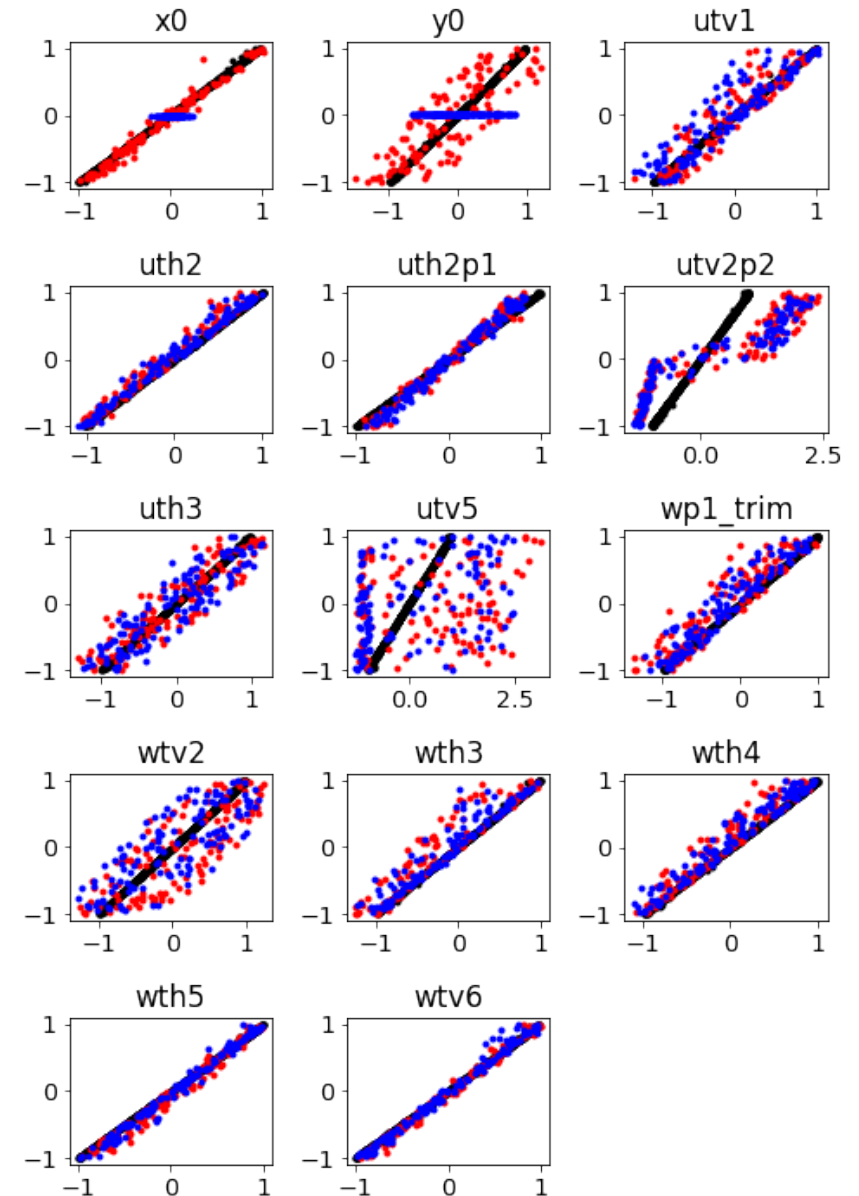 x0 y0 utv1
1 1 1
0 0 0
−1 −1 −1
−1 0 1 −1 0 1 −1 0 1
uth2 uth2p1 utv2p2
1 1 1
0 0 0
−1 −1 −1
−1 0 1 −1 0 1 0.0 2.5
uth3 utv5 wp1_trim
1 1 1
0 0 0
−1 −1 −1
−1 0 1 0.0 2.5 −1 0 1
wtv2 wth3 wth4
1 1 1
0 0 0
−1 −1 −1
−1 0 1 −1 0 1 −1 0 1
wth5 wtv6
1 1
0 0
−1 −1
−1 0 1 −1 0 1